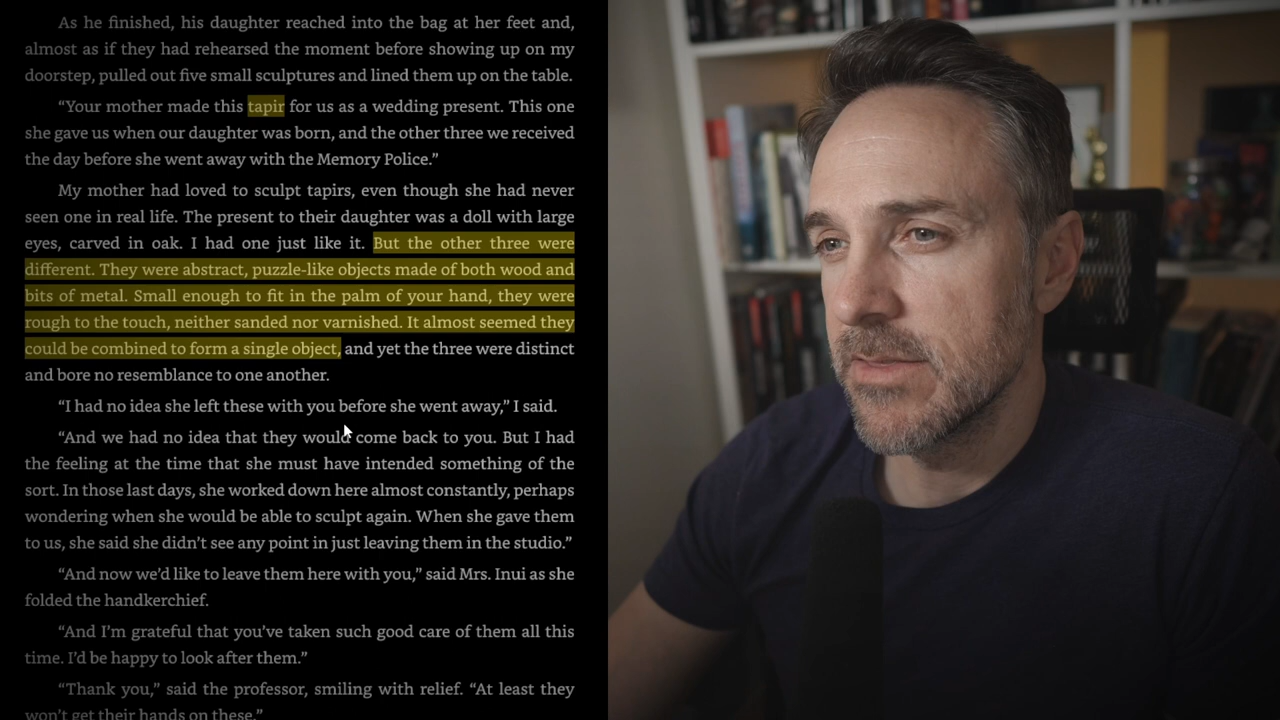 As he finished, his daughter reached into the bag at her feet and,
almost as if they had rehearsed the moment before showing up on my
doorstep, pulled out five small sculptures and lined them up on the table.
“Your mother made this tapir for us as a wedding present. This one
she gave us when our daughter was born, and the other three we received
the day before she went away with the Memory Police.”
My mother had loved to sculpt tapirs, even though she had never
seen one in real life. The present to their daughter was a doll with large
eyes, carved in oak. I had one just like it. But the other three were
different. They were abstract, puzzle-like objects made of both wood and
bits of metal. Small enough to fit in the palm of your hand, they were
rough to the touch, neither sanded nor varnished. It almost seemed they
could be combined to form a single object, and yet the three were distinct
and bore no resemblance to one another.
“I had no idea she left these with you before she went away,” I said.
“And we had no idea that they would come back to you. But I had
the feeling at the time that she must have intended something of the
sort. In those last days, she worked down here almost constantly, perhaps
wondering when she would be able to sculpt again. When she gave them
to us, she said she didn’t see any point in just leaving them in the studio.”
“And now we’d like to leave them here with you,” said Mrs. Inui as she
folded the handkerchief.
“And I’m grateful that you’ve taken such good care of them all this
time. I’d be happy to look after them.”
“Thank you,” said the professor, smiling with relief. “At least they
won’t get their hands on these.”